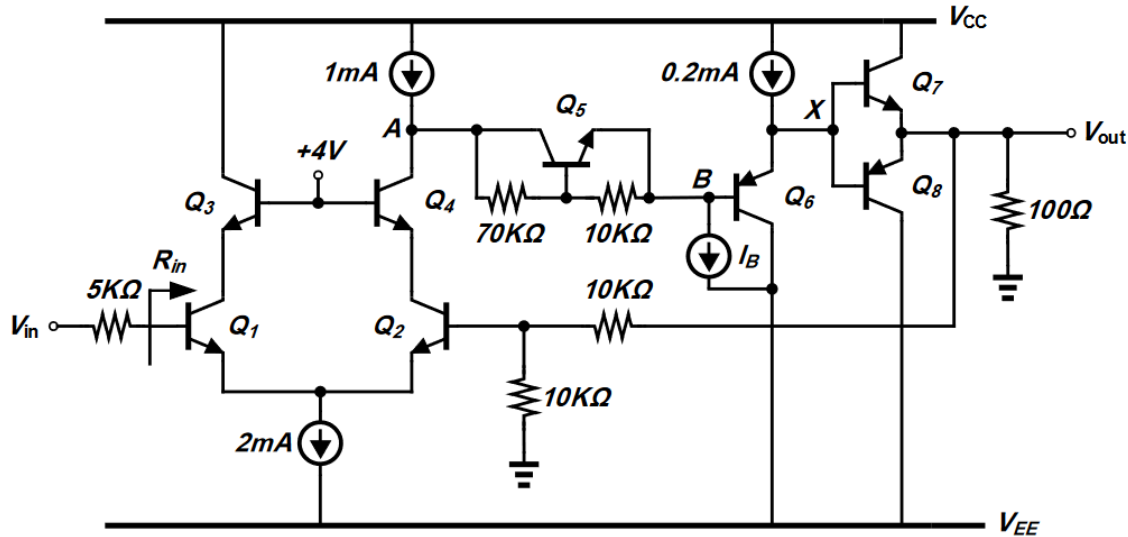 V_CC
1mA
0.2mA
Q_5
X
Q_7
A
+4V
V_out
Q_3
Q_4
B
Q_6
Q_8
70KΩ
10KΩ
R_in
I_B
100Ω
5KΩ
10KΩ
V_in
Q_1
Q_2
10KΩ
2mA
V_EE